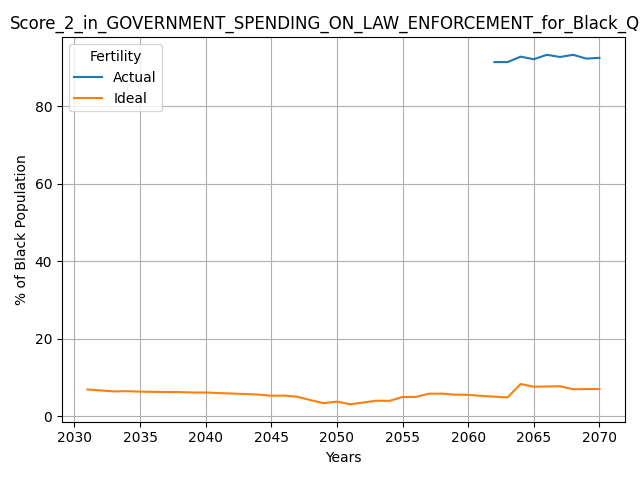 Score_2_in_GOVERNMENT_SPENDING_ON_LAW_ENFORCEMENT_for_Black_Q
Fertility
Actual
Ideal
% of Black Population
80
60
40
20
0
2030 2035 2040 2045 2050 2055 2060 2065 2070
Years